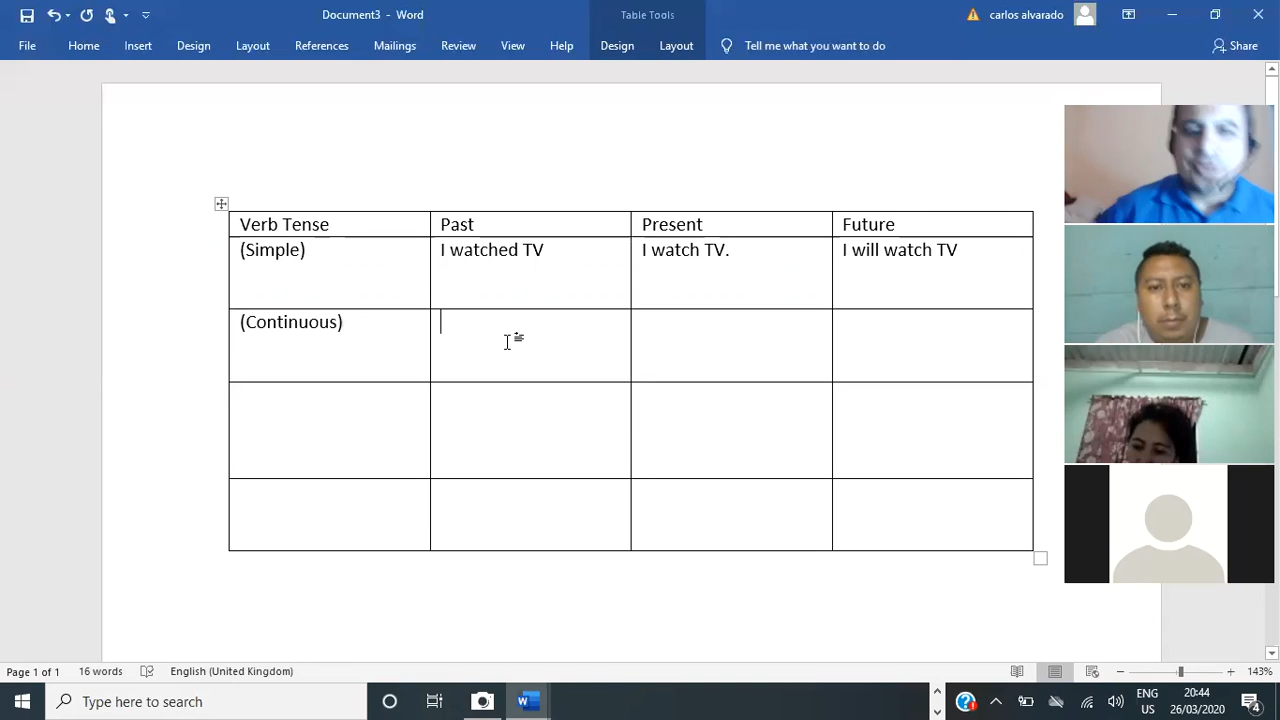 Document3 - Word
Table Tools
carlos alvarado
File
Home
Insert
Design
Layout
References
Mailings
Review
View
Help
Design
Layout
Tell me what you want to do
Share
Verb Tense
Past
Present
Future
(Simple)
I watched TV
I watch TV.
I will watch TV
(Continuous)
Page 1 of 1
16 words
English (United Kingdom)
143%
Type here to search
ENG
US
20:44
26/03/2020
4